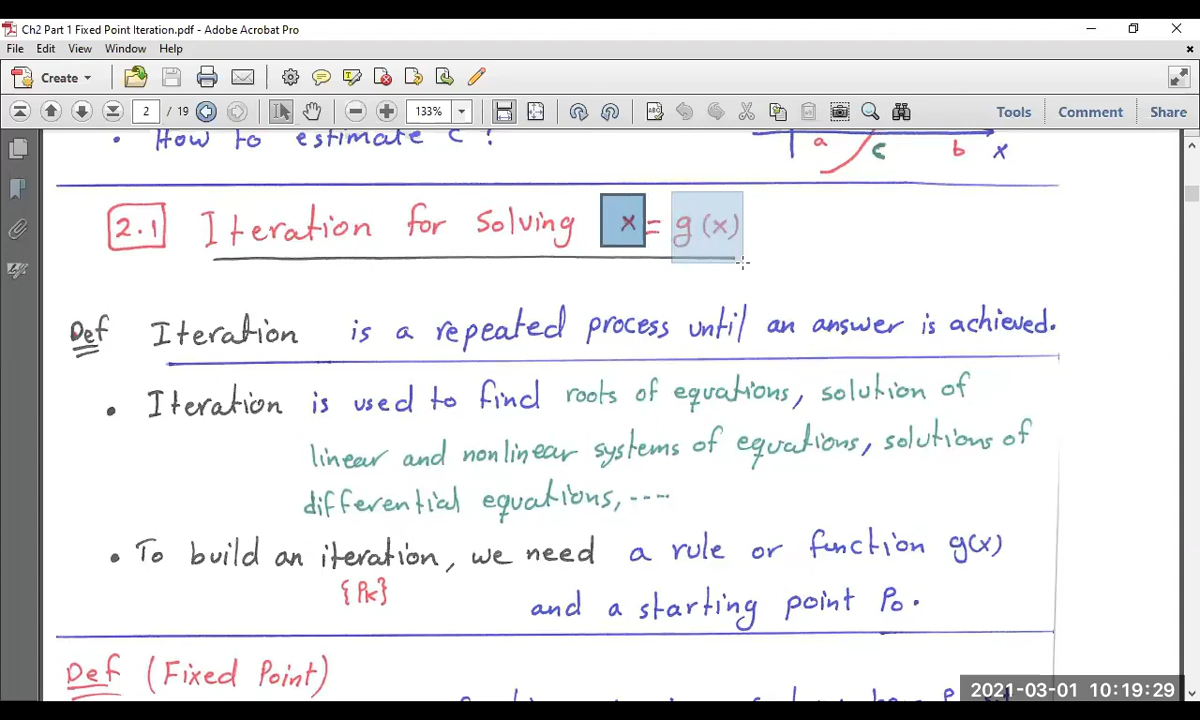 Ch2 Part 1 Fixed Point Iteration.pdf - Adobe Acrobat Pro
File Edit View Window Help
Create 2 / 19 133% Tools Comment Share
• How to estimate c ?
a c b x
2.1 Iteration for solving x = g(x)
Def Iteration is a repeated process until an answer is achieved.
• Iteration is used to find roots of equations, solution of
linear and nonlinear systems of equations, solutions of
differential equations, ----
• To build an iteration, we need a rule or function g(x)
{Pk} and a starting point P0.
Def (Fixed Point)
2021-03-01 10:19:29